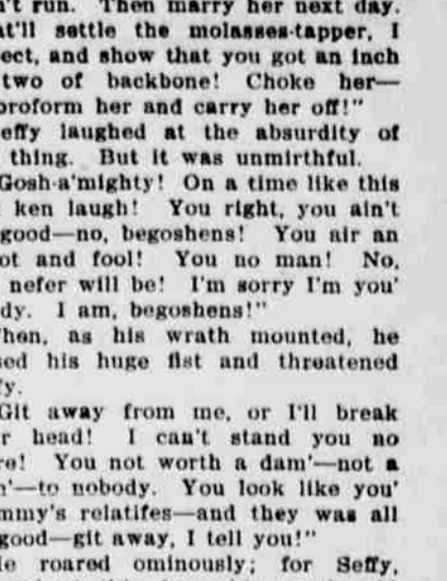 n't run. Then marry her next day.
at'll settle the molasses-tapper, I
ect, and show that you got an inch
two of backbone! Choke her—
oroform her and carry her off!"
effy laughed at the absurdity of
thing. But it was unmirthful.
Gosh-a'mighty! On a time like this
ken laugh! You right, you ain't
good—no, begoshens! You air an
ot and fool! You no man! No,
nefer will be! I'm sorry I'm you'
dy. I am, begoshens!"
hen, as his wrath mounted, he
sed his huge fist and threatened
fy.
Git away from me, or I'll break
r head! I can't stand you no
re! You not worth a dam'—not a
n'—to nobody. You look like you'
mmy's relatifes—and they was all
good—git away, I tell you!"
le roared ominously; for Seffy,